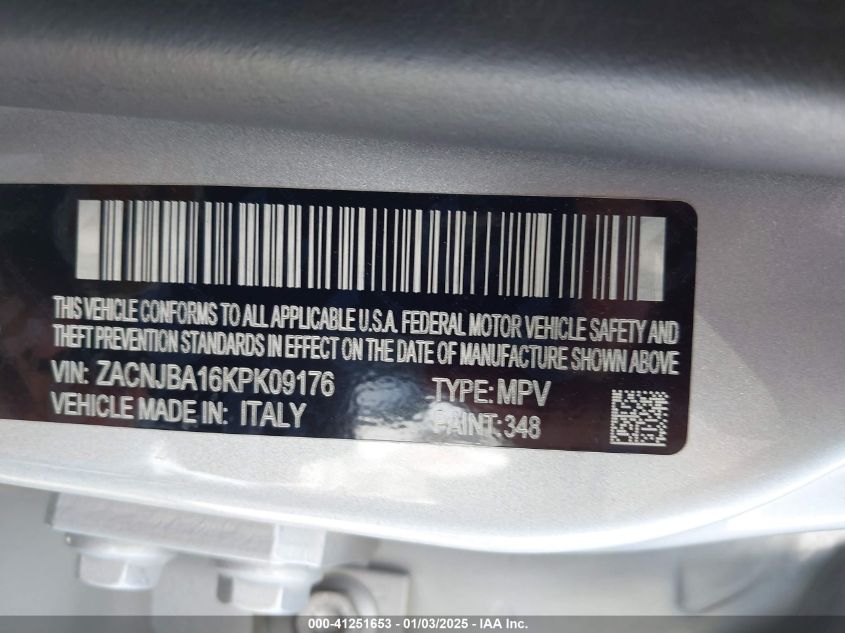 THIS VEHICLE CONFORMS TO ALL APPLICABLE U.S.A. FEDERAL MOTOR VEHICLE SAFETY AND
THEFT PREVENTION STANDARDS IN EFFECT ON THE DATE OF MANUFACTURE SHOWN ABOVE
VIN: ZACNJBA16KPK09176 TYPE: MPV
VEHICLE MADE IN: ITALY PAINT: 348
000-41251653 - 01/03/2025 - IAA Inc.